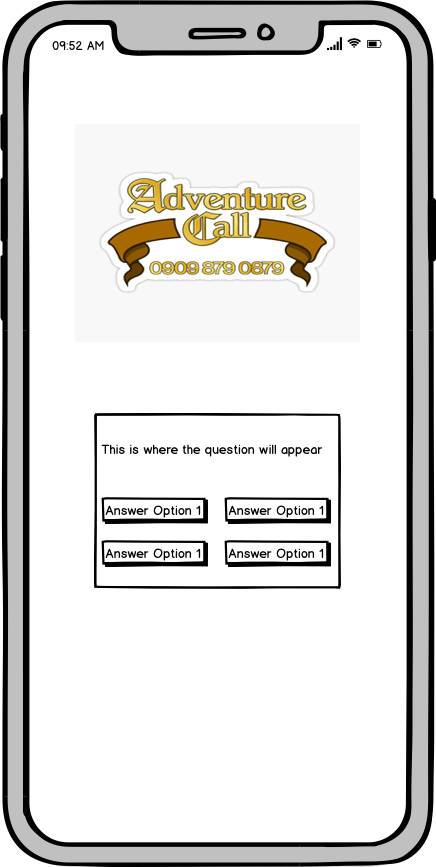 09:52 AM
Adventure
Call
0909 879 0879
This is where the question will appear
Answer Option 1 Answer Option 1
Answer Option 1 Answer Option 1